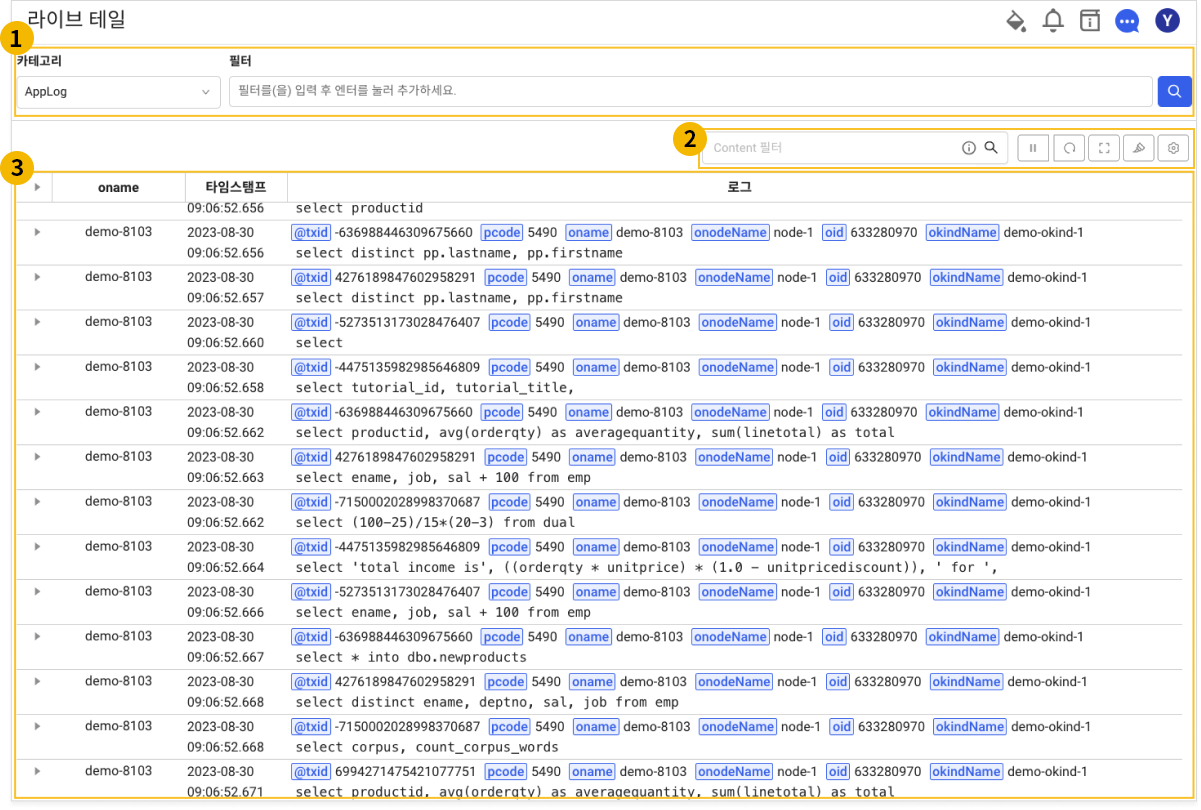 라이브 테일
Y
1
카테고리 필터
AppLog 필터를(을) 입력 후 엔터를 눌러 추가하세요.
2
Content 필터
3
oname 타임스탬프 로그
09:06:52.656 select productid
demo-8103 2023-08-30 @txid -636988446309675660 pcode 5490 oname demo-8103 onodeName node-1 oid 633280970 okindName demo-okind-1
09:06:52.656 select distinct pp.lastname, pp.firstname
demo-8103 2023-08-30 @txid 4276189847602958291 pcode 5490 oname demo-8103 onodeName node-1 oid 633280970 okindName demo-okind-1
09:06:52.657 select distinct pp.lastname, pp.firstname
demo-8103 2023-08-30 @txid -5273513173028476407 pcode 5490 oname demo-8103 onodeName node-1 oid 633280970 okindName demo-okind-1
09:06:52.660 select
demo-8103 2023-08-30 @txid -4475135982985646809 pcode 5490 oname demo-8103 onodeName node-1 oid 633280970 okindName demo-okind-1
09:06:52.658 select tutorial_id, tutorial_title,
demo-8103 2023-08-30 @txid -636988446309675660 pcode 5490 oname demo-8103 onodeName node-1 oid 633280970 okindName demo-okind-1
09:06:52.662 select productid, avg(orderqty) as averagequantity, sum(linetotal) as total
demo-8103 2023-08-30 @txid 4276189847602958291 pcode 5490 oname demo-8103 onodeName node-1 oid 633280970 okindName demo-okind-1
09:06:52.663 select ename, job, sal + 100 from emp
demo-8103 2023-08-30 @txid -7150002028998370687 pcode 5490 oname demo-8103 onodeName node-1 oid 633280970 okindName demo-okind-1
09:06:52.662 select (100-25)/15*(20-3) from dual
demo-8103 2023-08-30 @txid -4475135982985646809 pcode 5490 oname demo-8103 onodeName node-1 oid 633280970 okindName demo-okind-1
09:06:52.664 select 'total income is', ((orderqty * unitprice) * (1.0 - unitpricediscount)), ' for ',
demo-8103 2023-08-30 @txid -5273513173028476407 pcode 5490 oname demo-8103 onodeName node-1 oid 633280970 okindName demo-okind-1
09:06:52.666 select ename, job, sal + 100 from emp
demo-8103 2023-08-30 @txid -636988446309675660 pcode 5490 oname demo-8103 onodeName node-1 oid 633280970 okindName demo-okind-1
09:06:52.667 select * into dbo.newproducts
demo-8103 2023-08-30 @txid 4276189847602958291 pcode 5490 oname demo-8103 onodeName node-1 oid 633280970 okindName demo-okind-1
09:06:52.668 select distinct ename, deptno, sal, job from emp
demo-8103 2023-08-30 @txid -7150002028998370687 pcode 5490 oname demo-8103 onodeName node-1 oid 633280970 okindName demo-okind-1
09:06:52.668 select corpus, count_corpus_words
demo-8103 2023-08-30 @txid 6994271475421077751 pcode 5490 oname demo-8103 onodeName node-1 oid 633280970 okindName demo-okind-1
09:06:52.671 select productid, avg(orderqty) as averagequantity, sum(linetotal) as total